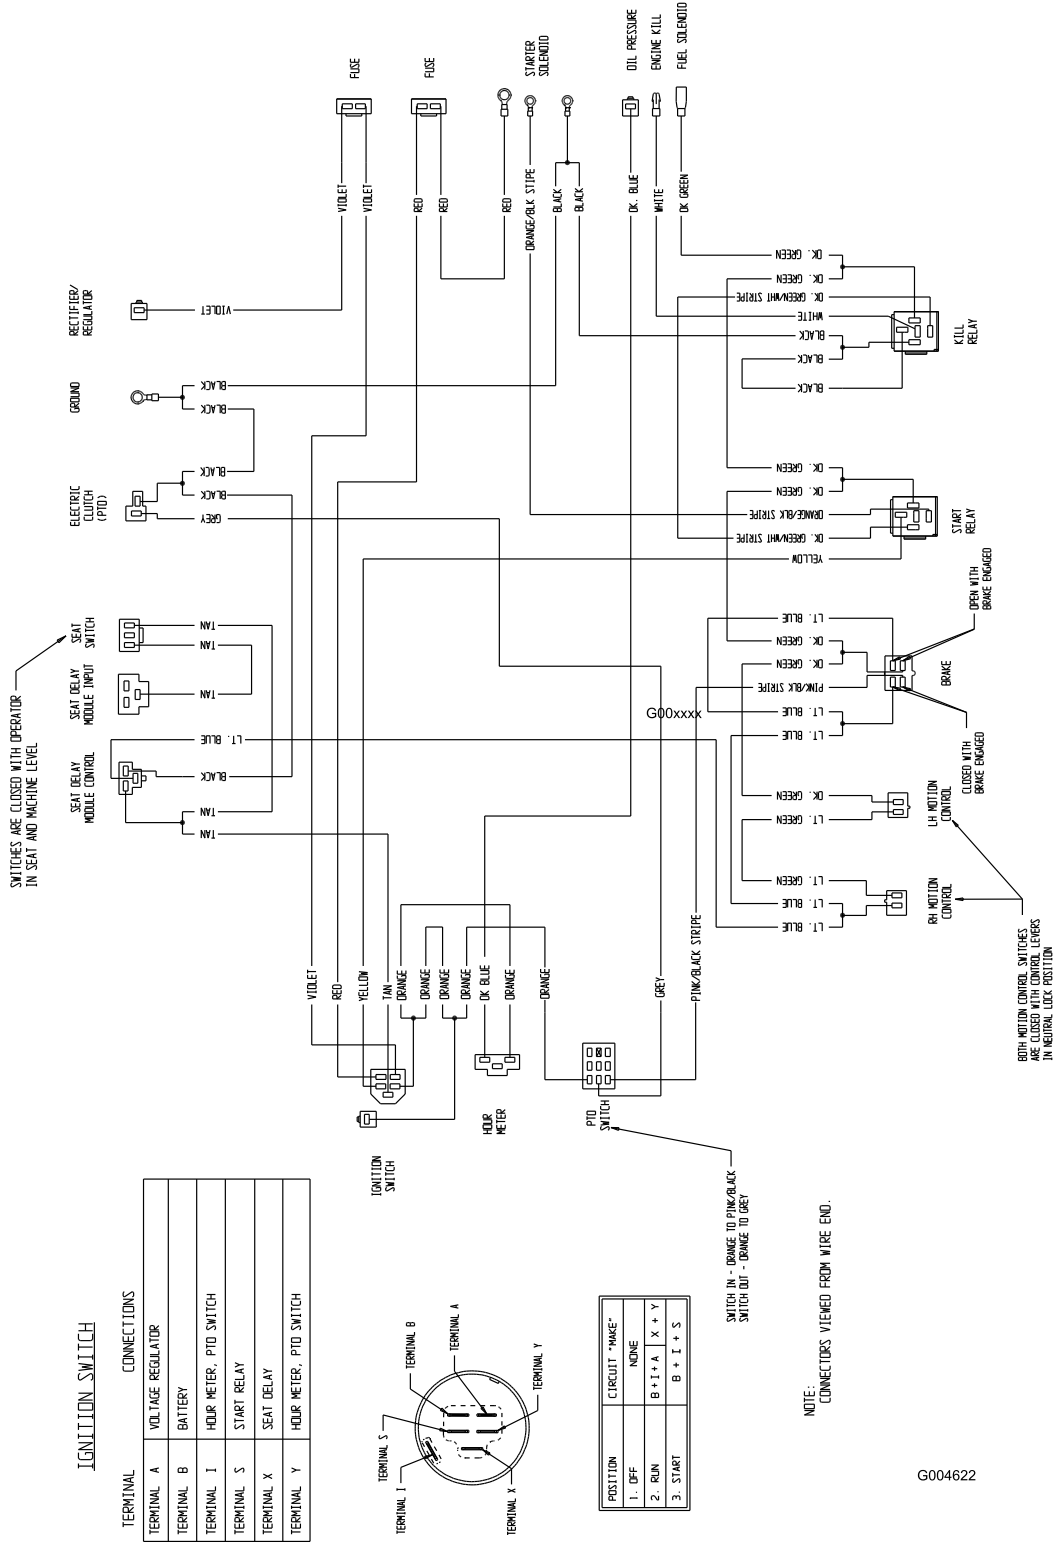 FUSE
FUSE
STARTER
SOLENOID
OIL PRESSURE
ENGINE KILL
FUEL SOLENOID
VIOLET
VIOLET
RED
RED
RED
ORANGE/BLK STIPE
BLACK
BLACK
DK. BLUE
WHITE
DK GREEN
RECTIFIER/
REGULATOR
VIOLET
GROUND
BLACK
BLACK
ELECTRIC
CLUTCH
(PTO)
BLACK
BLACK
GREY
SEAT
SWITCH
TAN
TAN
SEAT DELAY
MODULE INPUT
TAN
LT. BLUE
SEAT DELAY
MODULE CONTROL
BLACK
TAN
TAN
SWITCHES ARE CLOSED WITH OPERATOR
IN SEAT AND MACHINE LEVEL
DK. GREEN
DK. GREEN
DK. GREEN/WHT STRIPE
WHITE
BLACK
BLACK
BLACK
KILL
RELAY
DK. GREEN
DK. GREEN
ORANGE/BLK STRIPE
DK. GREEN/WHT STRIPE
YELLOW
START
RELAY
LT. BLUE
DK. GREEN
DK. GREEN
PINK/BLK STRIPE
LT. BLUE
LT. BLUE
BRAKE
OPEN WITH
BRAKE ENGAGED
CLOSED WITH
BRAKE ENGAGED
G00xxxx
DK. GREEN
LT. GREEN
LH MOTION
CONTROL
LT. GREEN
LT. BLUE
LT. BLUE
RH MOTION
CONTROL
BOTH MOTION CONTROL SWITCHES
ARE CLOSED WITH CONTROL LEVERS
IN NEUTRAL LOCK POSITION
VIOLET
RED
YELLOW
TAN
ORANGE
ORANGE
ORANGE
ORANGE
DK BLUE
ORANGE
ORANGE
GREY
PINK/BLACK STRIPE
IGNITION
SWITCH
HOUR
METER
PTO
SWITCH
SWITCH IN - ORANGE TO PINK/BLACK
SWITCH OUT - ORANGE TO GREY
IGNITION SWITCH
TERMINAL CONNECTIONS
TERMINAL A VOLTAGE REGULATOR
TERMINAL B BATTERY
TERMINAL I HOUR METER, PTO SWITCH
TERMINAL S START RELAY
TERMINAL X SEAT DELAY
TERMINAL Y HOUR METER, PTO SWITCH
TERMINAL I
TERMINAL S
TERMINAL B
TERMINAL A
TERMINAL Y
TERMINAL X
POSITION CIRCUIT "MAKE"
1. OFF NONE
2. RUN B+I+A X + Y
3. START B + I + S
NOTE:
CONNECTORS VIEWED FROM WIRE END.
G004622